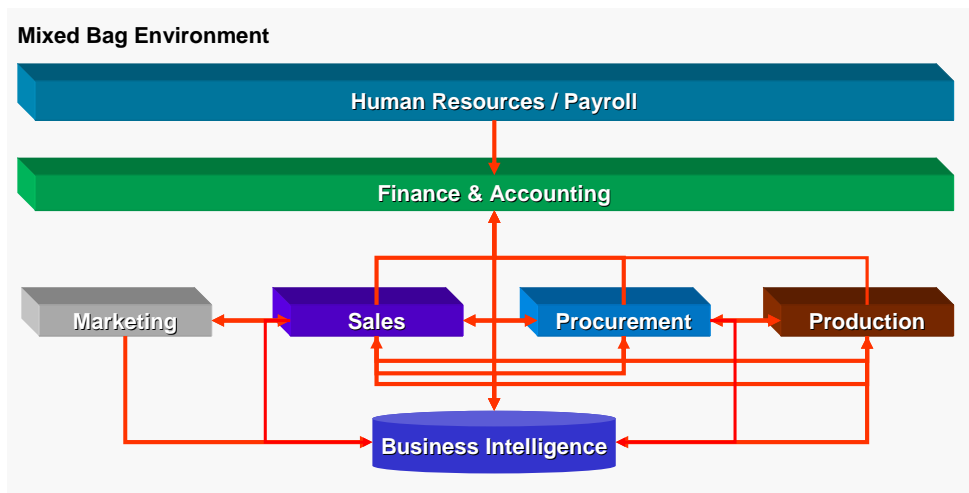 Mixed Bag Environment
Human Resources / Payroll
Finance & Accounting
Marketing
Sales
Procurement
Production
Business Intelligence